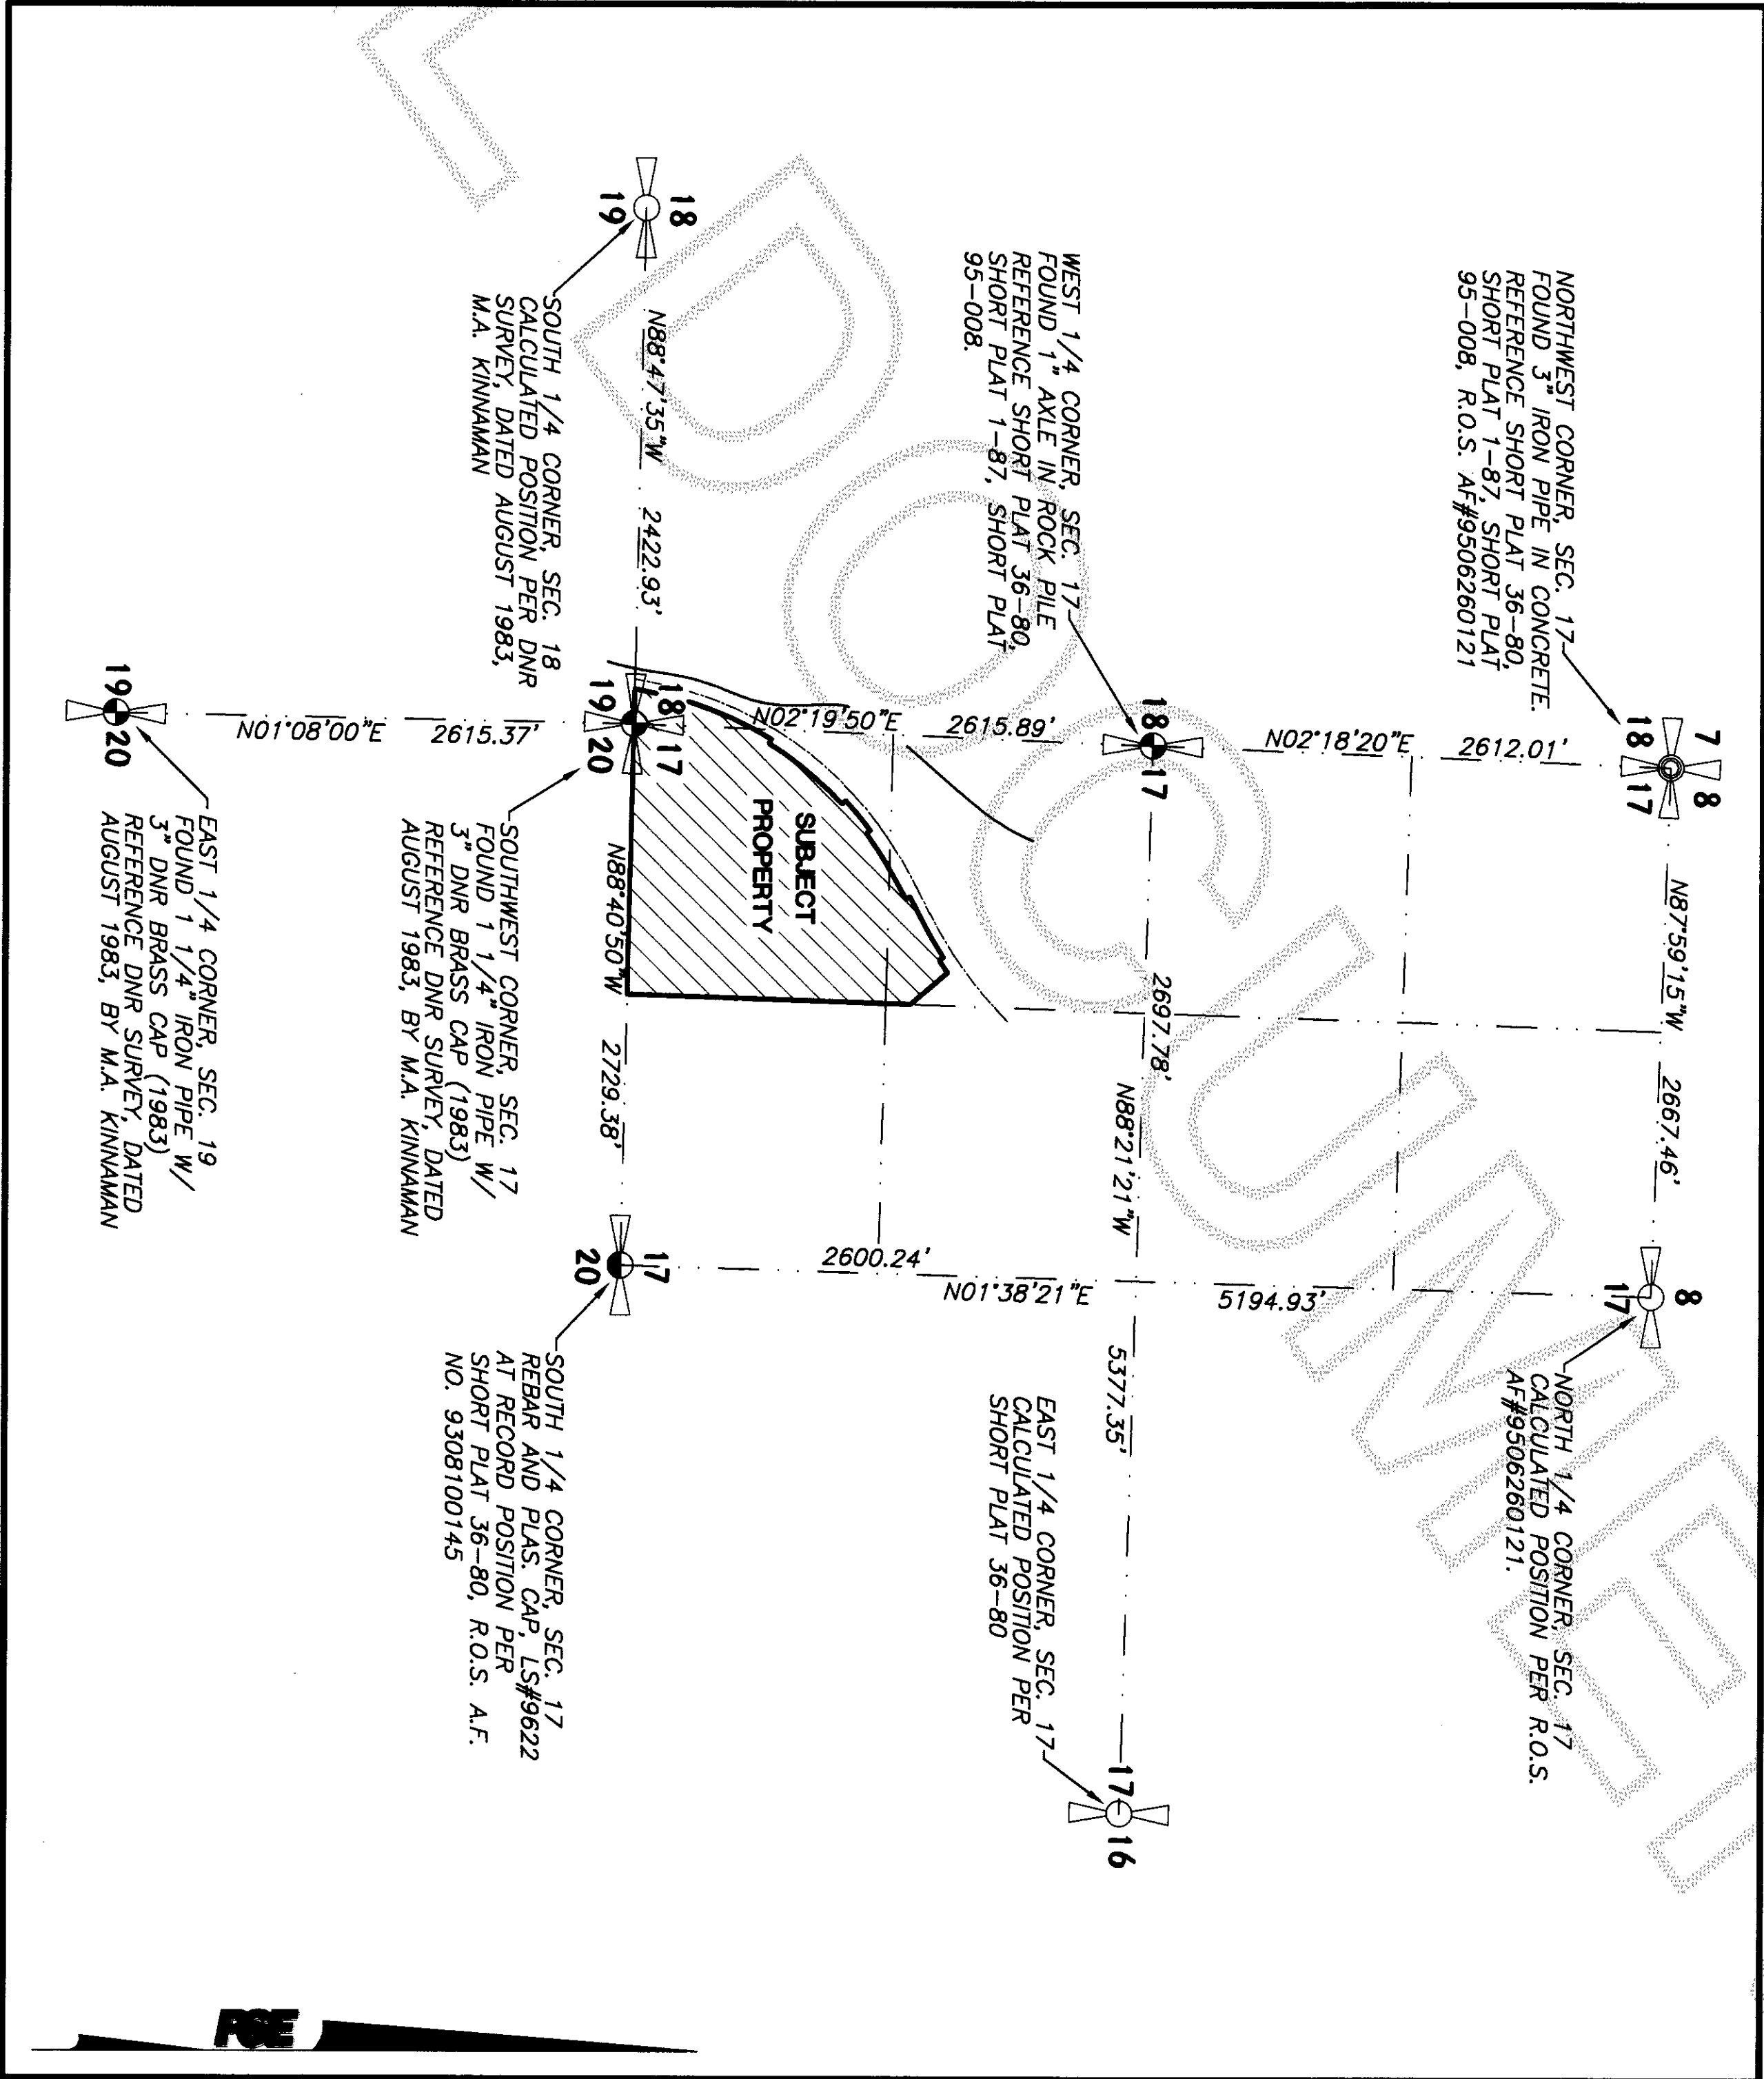 NORTHWEST CORNER, SEC. 17
FOUND 3" IRON PIPE IN CONCRETE.
REFERENCE SHORT PLAT 36-80,
SHORT PLAT 1-87, SHORT PLAT
95-008, R.O.S. AF#9506260121
7
8
18
17
N87°59'15"W
2667.46'
8
17
NORTH 1/4 CORNER, SEC. 17
CALCULATED POSITION PER R.O.S.
AF#9506260121.
N02°18'20"E
2612.01'
WEST 1/4 CORNER, SEC. 17
FOUND 1" AXLE IN ROCK PILE
REFERENCE SHORT PLAT 36-80,
SHORT PLAT 1-87, SHORT PLAT
95-008.
18
17
2697.78'
N88°21'21"W
5377.35'
17
16
EAST 1/4 CORNER, SEC. 17
CALCULATED POSITION PER
SHORT PLAT 36-80
N02°19'50"E
2615.89'
N01°38'21"E
5194.93'
2600.24'
SUBJECT
PROPERTY
18
19
N88°47'35"W
2422.93'
SOUTH 1/4 CORNER, SEC. 18
CALCULATED POSITION PER DNR
SURVEY, DATED AUGUST 1983,
M.A. KINNAMAN
18
17
19
20
N88°40'50"W
2729.38'
17
20
SOUTHWEST CORNER, SEC. 17
FOUND 1 1/4" IRON PIPE W/
3" DNR BRASS CAP (1983)
REFERENCE DNR SURVEY, DATED
AUGUST 1983, BY M.A. KINNAMAN
SOUTH 1/4 CORNER, SEC. 17
REBAR AND PLAS. CAP, LS#9622
AT RECORD POSITION PER
SHORT PLAT 36-80, R.O.S. A.F.
NO. 9308100145
N01°08'00"E
2615.37'
19
20
EAST 1/4 CORNER, SEC. 19
FOUND 1 1/4" IRON PIPE W/
3" DNR BRASS CAP (1983)
REFERENCE DNR SURVEY, DATED
AUGUST 1983, BY M.A. KINNAMAN
PSE